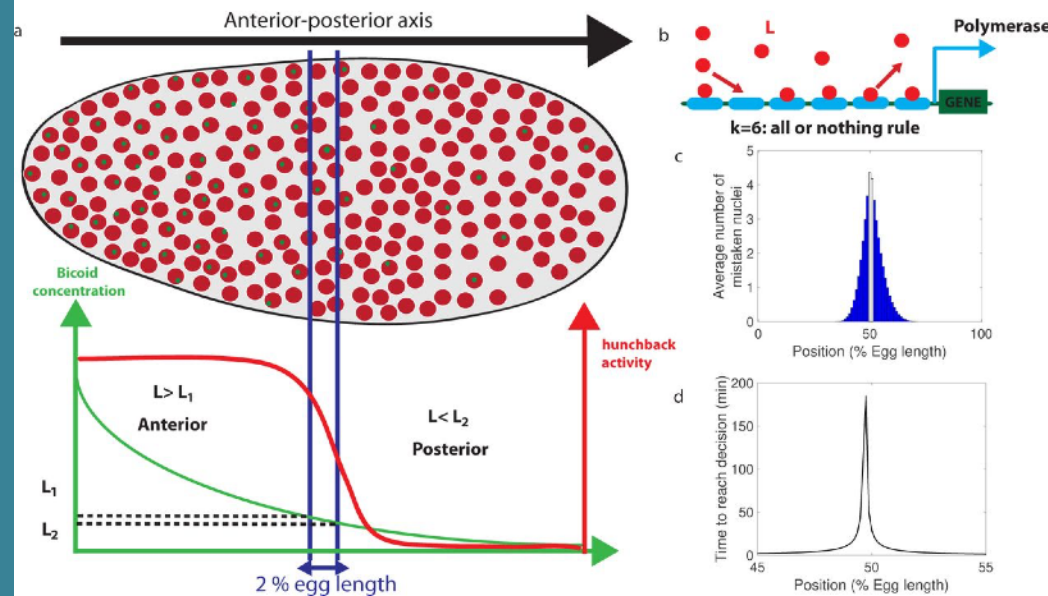 a
Anterior-posterior axis
Bicoid
concentration
hunchback
activity
L> L1
Anterior
L< L2
Posterior
L1
L2
2 % egg length
b
L
Polymerase
GENE
k=6: all or nothing rule
c
Average number of
mistaken nuclei
5
4
3
2
1
0
0
50
100
Position (% Egg length)
d
Time to reach decision (min)
200
150
100
50
0
45
50
55
Position (% Egg length)